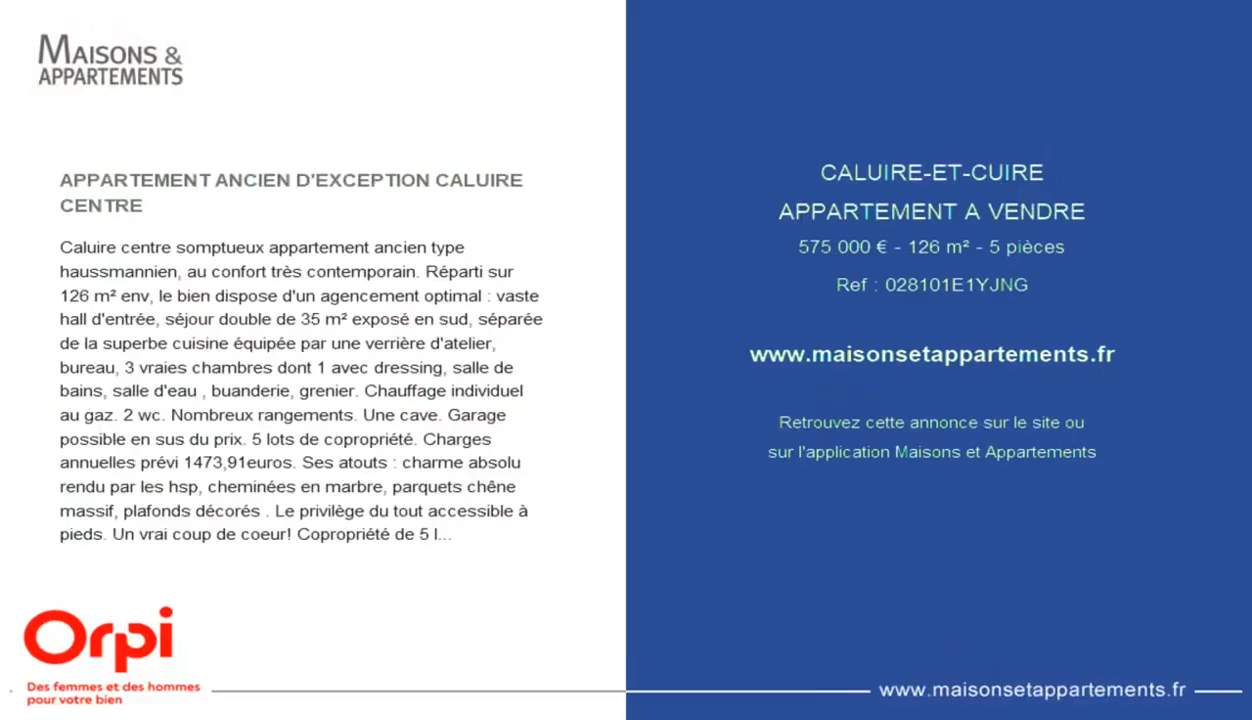 MAISONS &
APPARTEMENTS
APPARTEMENT ANCIEN D'EXCEPTION CALUIRE
CENTRE
Caluire centre somptueux appartement ancien type
haussmannien, au confort très contemporain. Réparti sur
126 m² env, le bien dispose d'un agencement optimal : vaste
hall d'entrée, séjour double de 35 m² exposé en sud, séparée
de la superbe cuisine équipée par une verrière d'atelier,
bureau, 3 vraies chambres dont 1 avec dressing, salle de
bains, salle d'eau , buanderie, grenier. Chauffage individuel
au gaz. 2 wc. Nombreux rangements. Une cave. Garage
possible en sus du prix. 5 lots de copropriété. Charges
annuelles prévi 1473,91euros. Ses atouts : charme absolu
rendu par les hsp, cheminées en marbre, parquets chêne
massif, plafonds décorés . Le privilège du tout accessible à
pieds. Un vrai coup de coeur! Copropriété de 5 l...
Orpi
Des femmes et des hommes
pour votre bien
CALUIRE-ET-CUIRE
APPARTEMENT A VENDRE
575 000 € - 126 m² - 5 pièces
Ref : 028101E1YJNG
www.maisonsetappartements.fr
Retrouvez cette annonce sur le site ou
sur l'application Maisons et Appartements
www.maisonsetappartements.fr